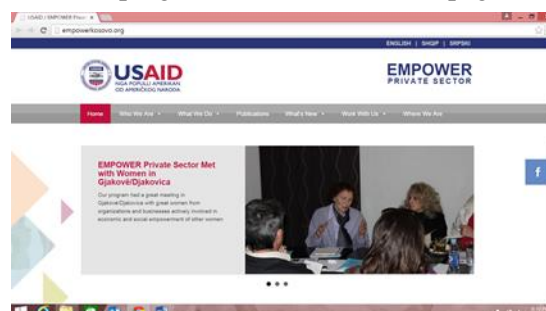 USAID / EMPOWER Priva
empowerkosovo.org
ENGLISH | SHQIP | SRPSKI
USAID
NGA POPULLI AMERIKAN
OD AMERIČKOG NARODA
EMPOWER
PRIVATE SECTOR
Home Who We Are What We Do Publications What's New Work With Us Where We Are
EMPOWER Private Sector Met
with Women in
Gjakovë/Djakovica
Our program had a great meeting in
Gjakovë/Djakovica with great women from
organizations and businesses actively involved in
economic and social empowerment of other women
f